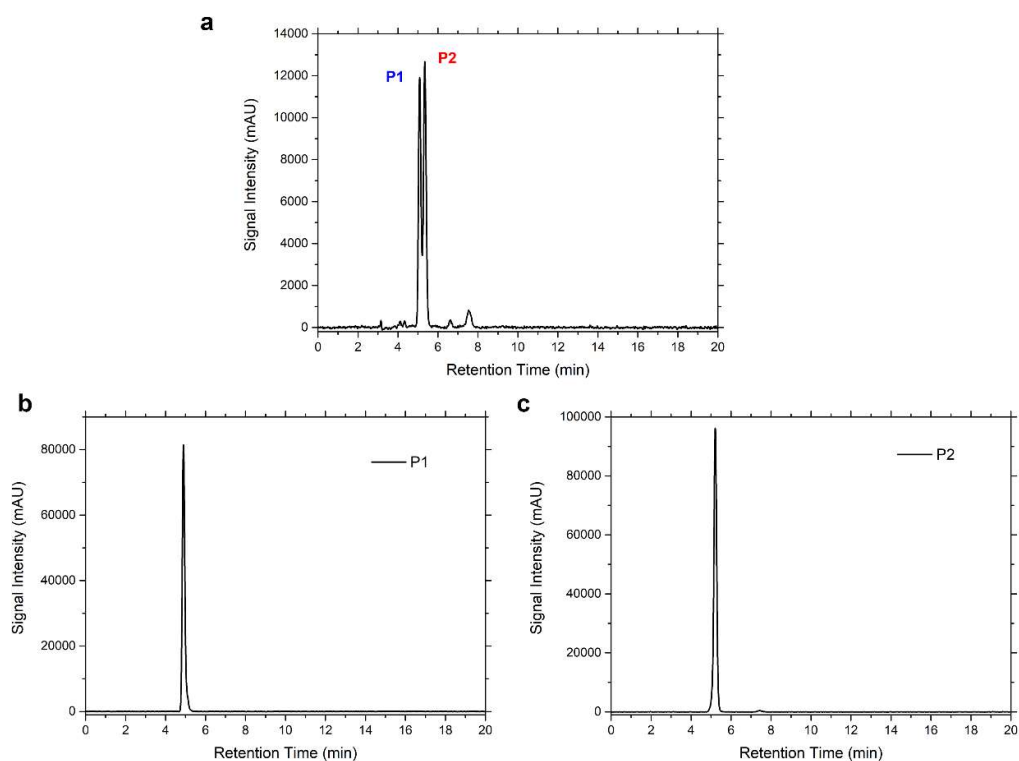 a
14000
12000
10000
8000
6000
4000
2000
0
Signal Intensity (mAU)
P1
P2
0 2 4 6 8 10 12 14 16 18 20
Retention Time (min)
b
80000
60000
40000
20000
0
Signal Intensity (mAU)
P1
0 2 4 6 8 10 12 14 16 18 20
Retention Time (min)
c
100000
80000
60000
40000
20000
0
Signal Intensity (mAU)
P2
0 2 4 6 8 10 12 14 16 18 20
Retention Time (min)